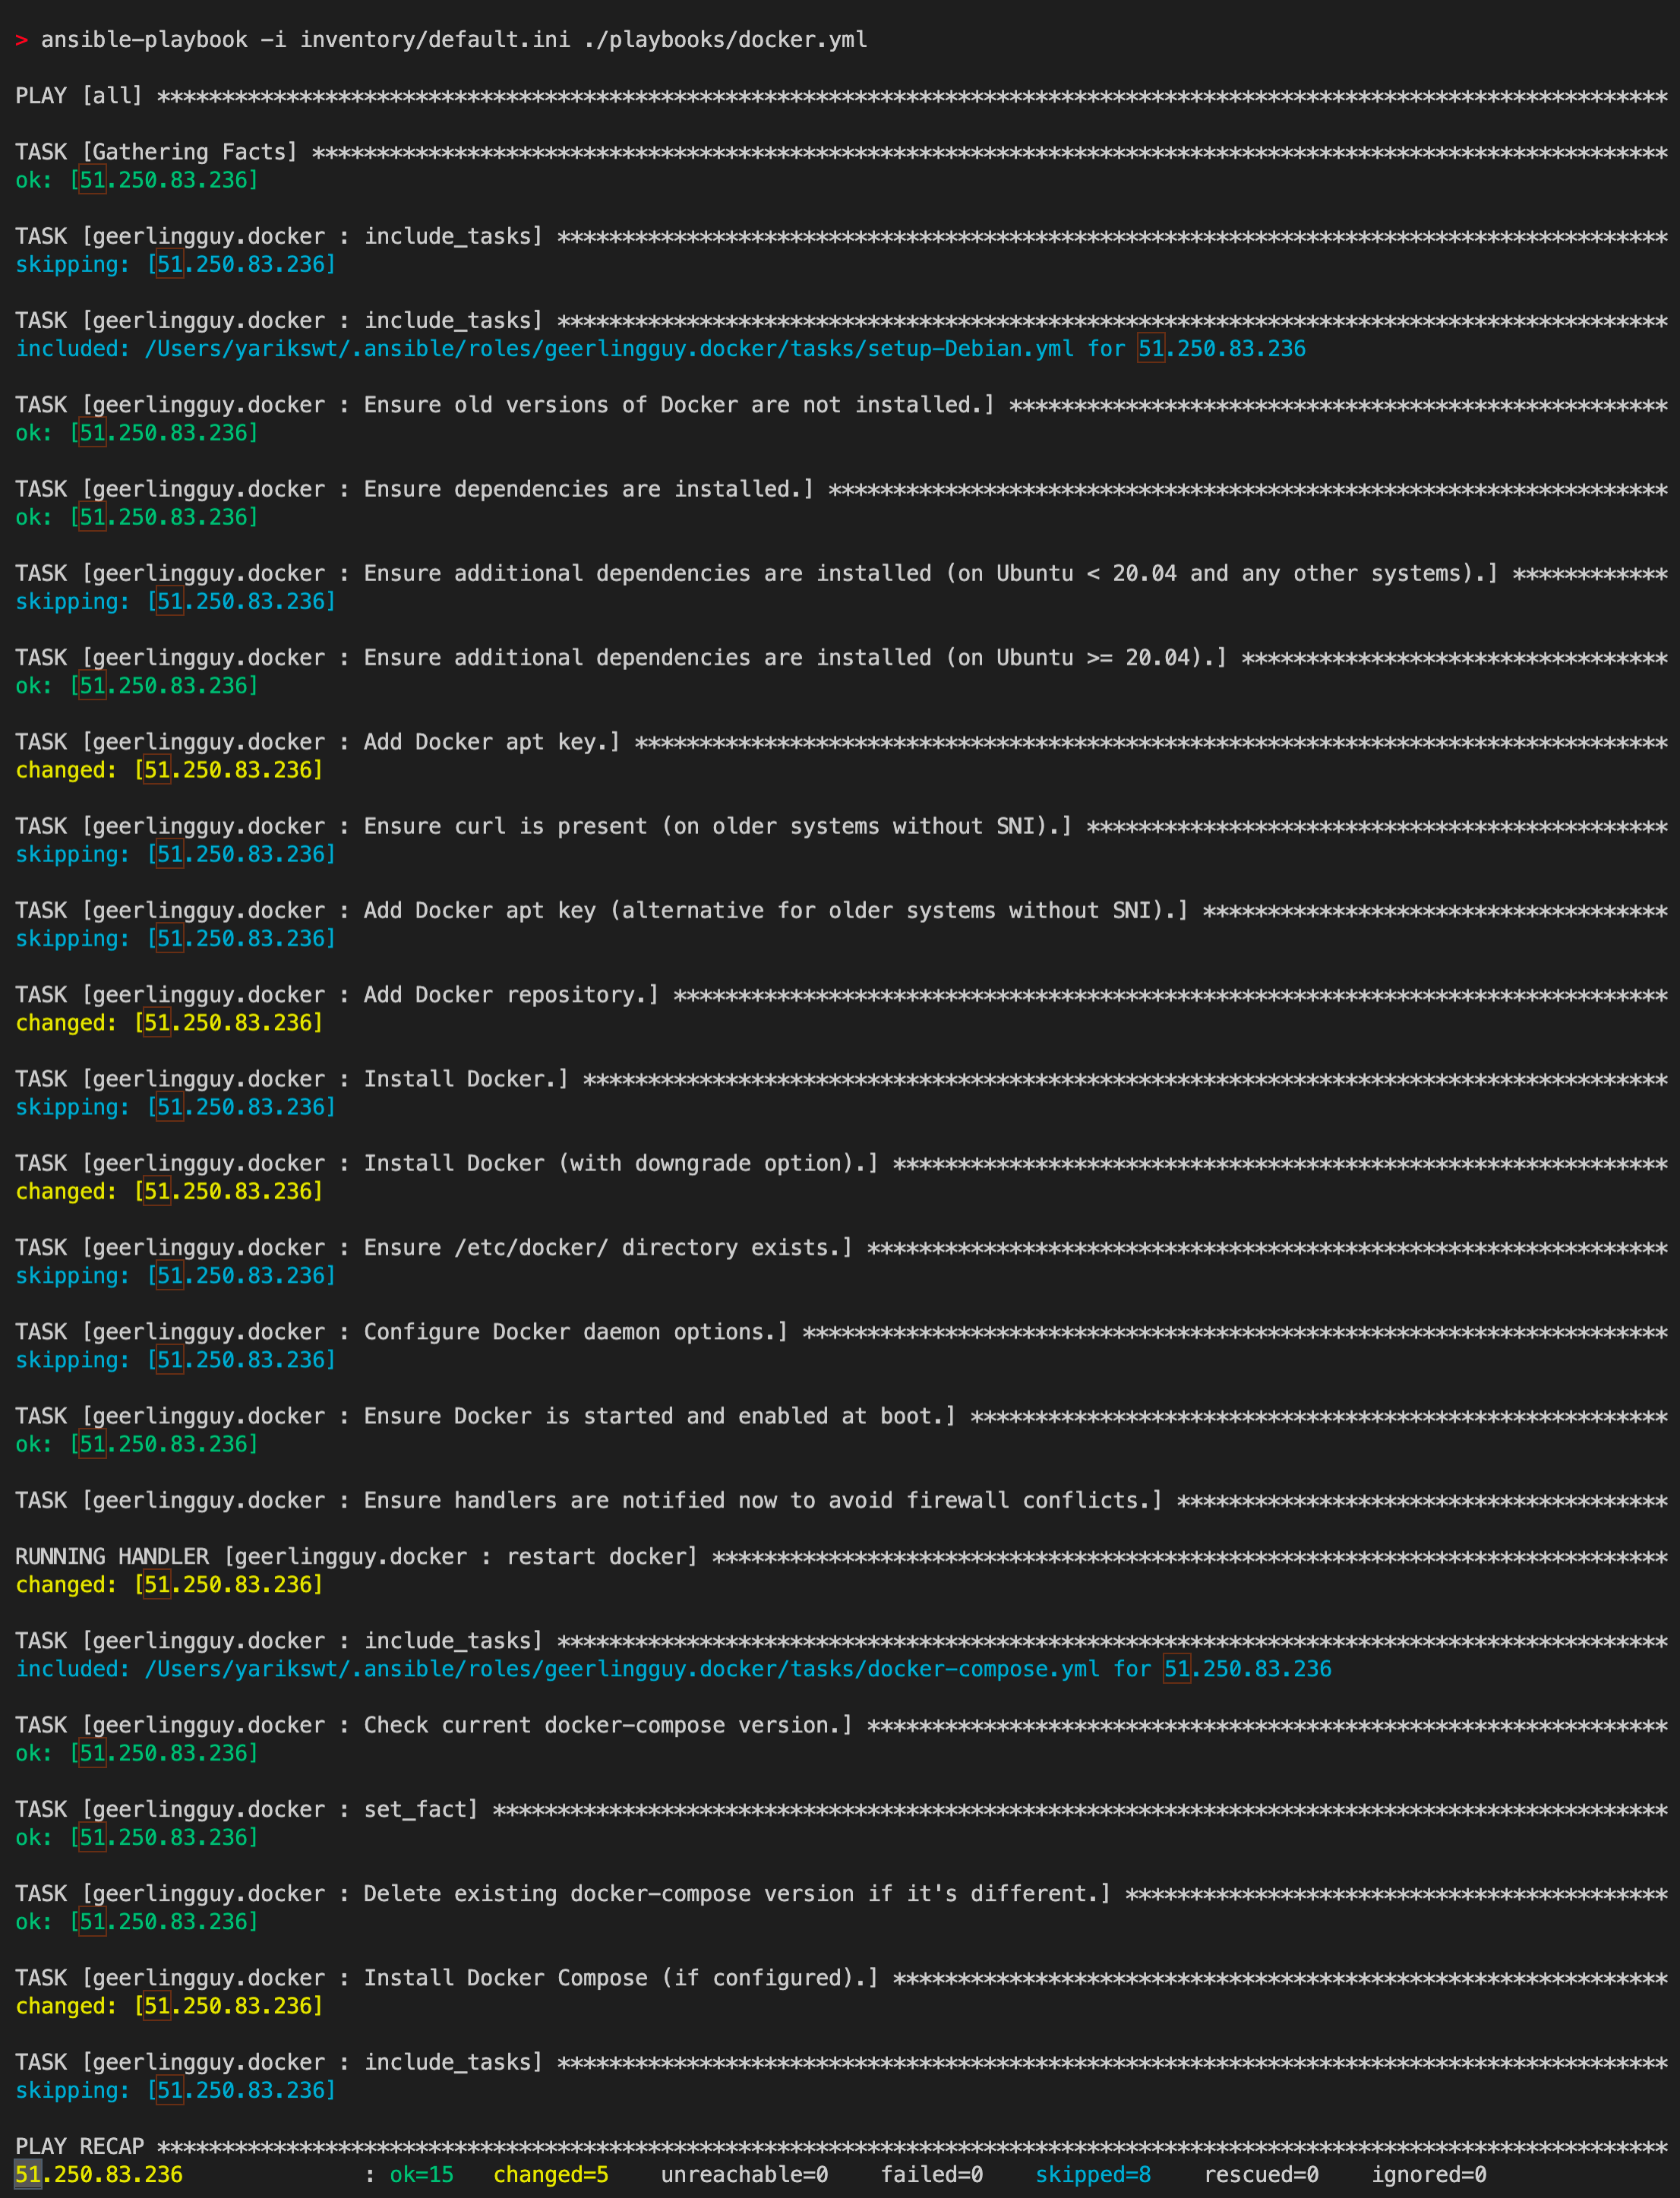 > ansible-playbook -i inventory/default.ini ./playbooks/docker.yml
PLAY [all] *********************************************************************************************************************
TASK [Gathering Facts] *********************************************************************************************************
ok: [51.250.83.236]
TASK [geerlingguy.docker : include_tasks] **************************************************************************************
skipping: [51.250.83.236]
TASK [geerlingguy.docker : include_tasks] **************************************************************************************
included: /Users/yarikswt/.ansible/roles/geerlingguy.docker/tasks/setup-Debian.yml for 51.250.83.236
TASK [geerlingguy.docker : Ensure old versions of Docker are not installed.] ***************************************************
ok: [51.250.83.236]
TASK [geerlingguy.docker : Ensure dependencies are installed.] *****************************************************************
ok: [51.250.83.236]
TASK [geerlingguy.docker : Ensure additional dependencies are installed (on Ubuntu < 20.04 and any other systems).] ************
skipping: [51.250.83.236]
TASK [geerlingguy.docker : Ensure additional dependencies are installed (on Ubuntu >= 20.04).] *********************************
ok: [51.250.83.236]
TASK [geerlingguy.docker : Add Docker apt key.] ********************************************************************************
changed: [51.250.83.236]
TASK [geerlingguy.docker : Ensure curl is present (on older systems without SNI).] *********************************************
skipping: [51.250.83.236]
TASK [geerlingguy.docker : Add Docker apt key (alternative for older systems without SNI).] ************************************
skipping: [51.250.83.236]
TASK [geerlingguy.docker : Add Docker repository.] *****************************************************************************
changed: [51.250.83.236]
TASK [geerlingguy.docker : Install Docker.] ************************************************************************************
skipping: [51.250.83.236]
TASK [geerlingguy.docker : Install Docker (with downgrade option).] ************************************************************
changed: [51.250.83.236]
TASK [geerlingguy.docker : Ensure /etc/docker/ directory exists.] **************************************************************
skipping: [51.250.83.236]
TASK [geerlingguy.docker : Configure Docker daemon options.] *******************************************************************
skipping: [51.250.83.236]
TASK [geerlingguy.docker : Ensure Docker is started and enabled at boot.] ******************************************************
ok: [51.250.83.236]
TASK [geerlingguy.docker : Ensure handlers are notified now to avoid firewall conflicts.] **************************************
RUNNING HANDLER [geerlingguy.docker : restart docker] **************************************************************************
changed: [51.250.83.236]
TASK [geerlingguy.docker : include_tasks] **************************************************************************************
included: /Users/yarikswt/.ansible/roles/geerlingguy.docker/tasks/docker-compose.yml for 51.250.83.236
TASK [geerlingguy.docker : Check current docker-compose version.] **************************************************************
ok: [51.250.83.236]
TASK [geerlingguy.docker : set_fact] *******************************************************************************************
ok: [51.250.83.236]
TASK [geerlingguy.docker : Delete existing docker-compose version if it's different.] ******************************************
ok: [51.250.83.236]
TASK [geerlingguy.docker : Install Docker Compose (if configured).] ************************************************************
changed: [51.250.83.236]
TASK [geerlingguy.docker : include_tasks] **************************************************************************************
skipping: [51.250.83.236]
PLAY RECAP *********************************************************************************************************************
51.250.83.236              : ok=15   changed=5    unreachable=0    failed=0    skipped=8    rescued=0    ignored=0